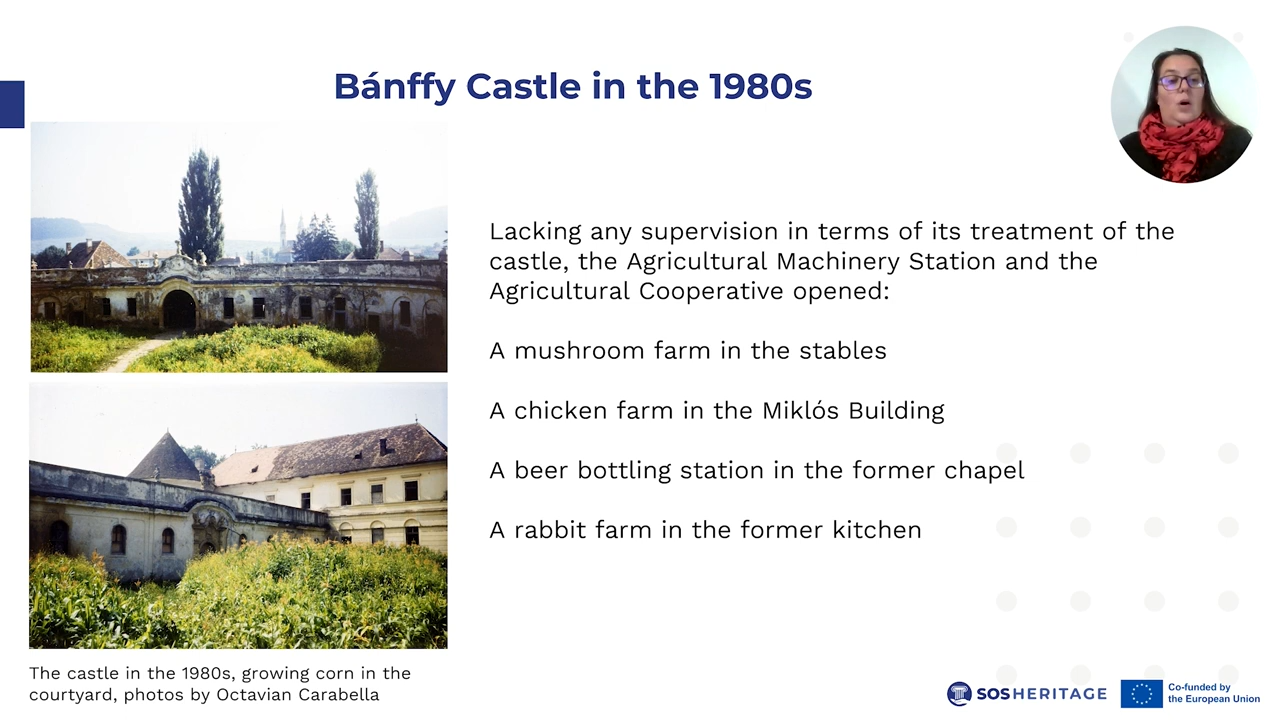 Bánffy Castle in the 1980s
Lacking any supervision in terms of its treatment of the
castle, the Agricultural Machinery Station and the
Agricultural Cooperative opened:
A mushroom farm in the stables
A chicken farm in the Miklós Building
A beer bottling station in the former chapel
A rabbit farm in the former kitchen
The castle in the 1980s, growing corn in the
courtyard, photos by Octavian Carabella
SOSHERITAGE
Co-funded by
the European Union